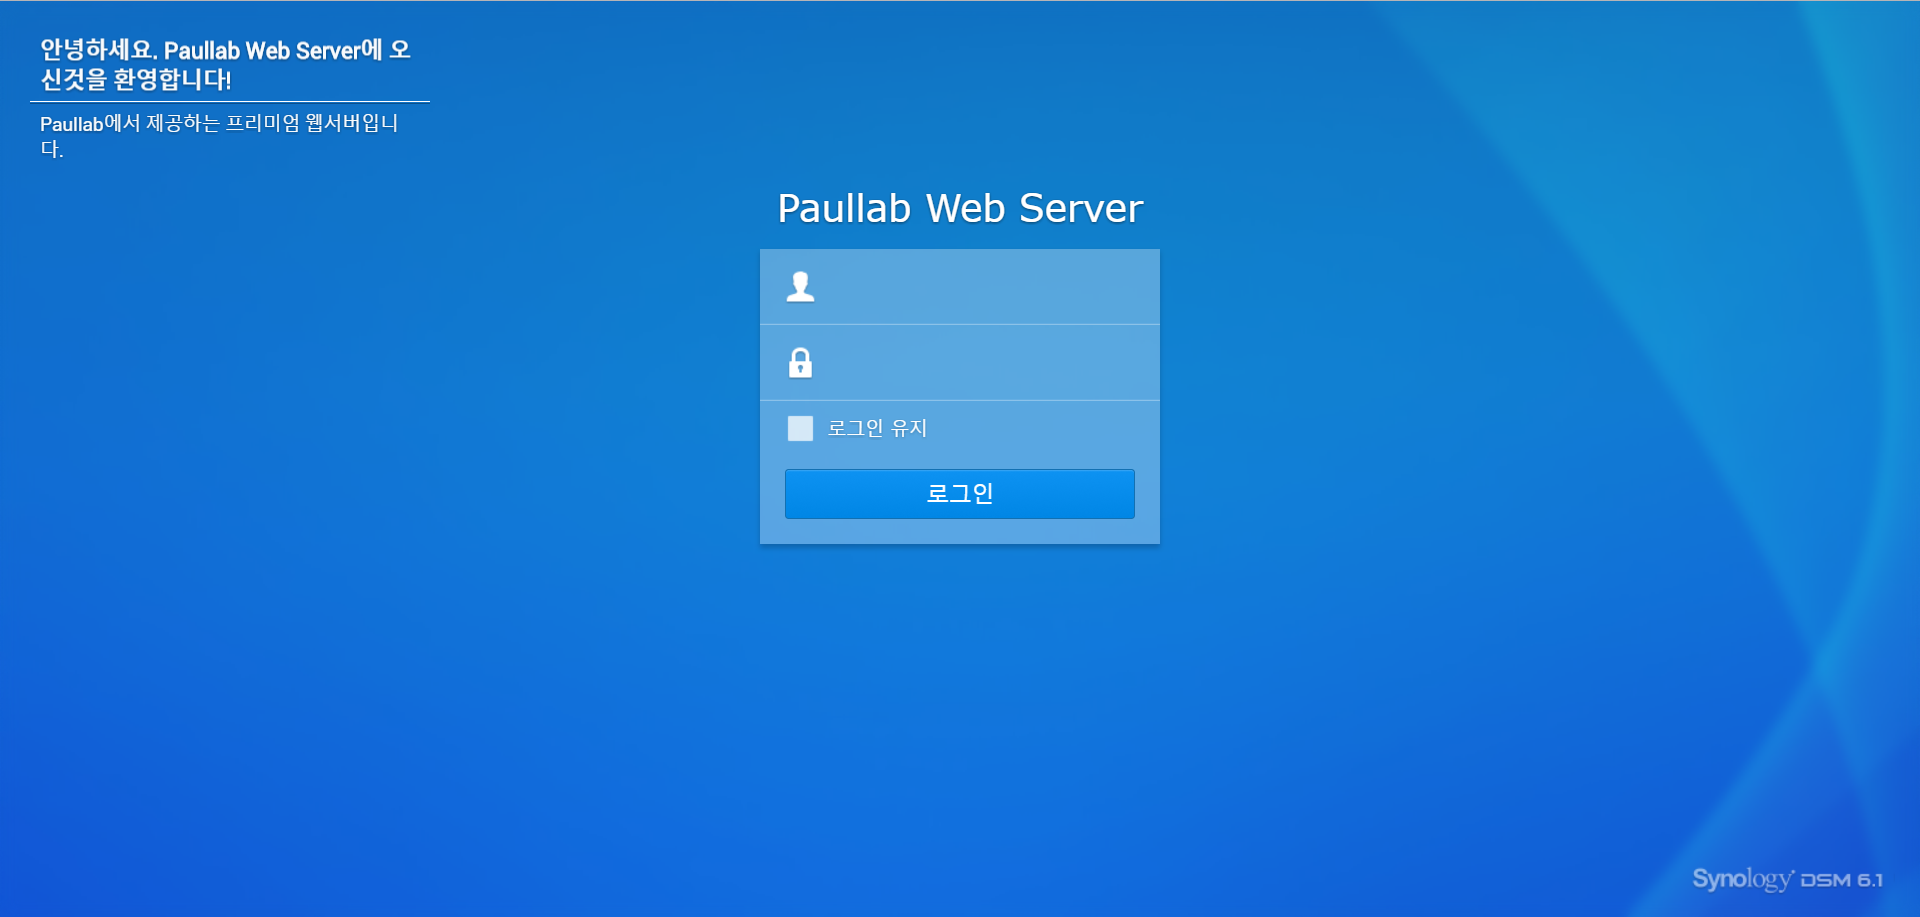 안녕하세요. Paullab Web Server에 오
신것을 환영합니다!
Paullab에서 제공하는 프리미엄 웹서버입니
다.
Paullab Web Server
로그인 유지
로그인
Synology DSM 6.1